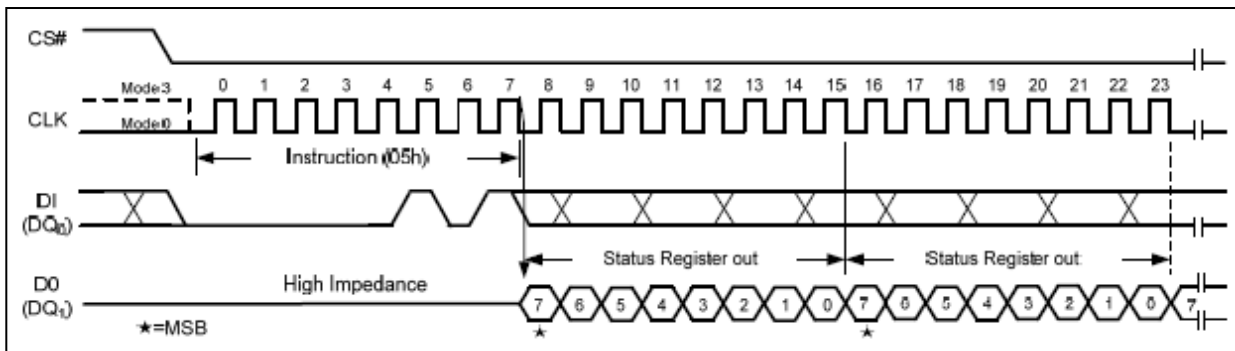 CS#
Mode 3
0 1 2 3 4 5 6 7 8 9 10 11 12 13 14 15 16 17 18 19 20 21 22 23
CLK
Mode 0
Instruction (05h)
DI
(DQ0)
Status Register out Status Register out
D0
(DQ1)
High Impedance
7 6 5 4 3 2 1 0 7 6 5 4 3 2 1 0 7
★=MSB ★ ★